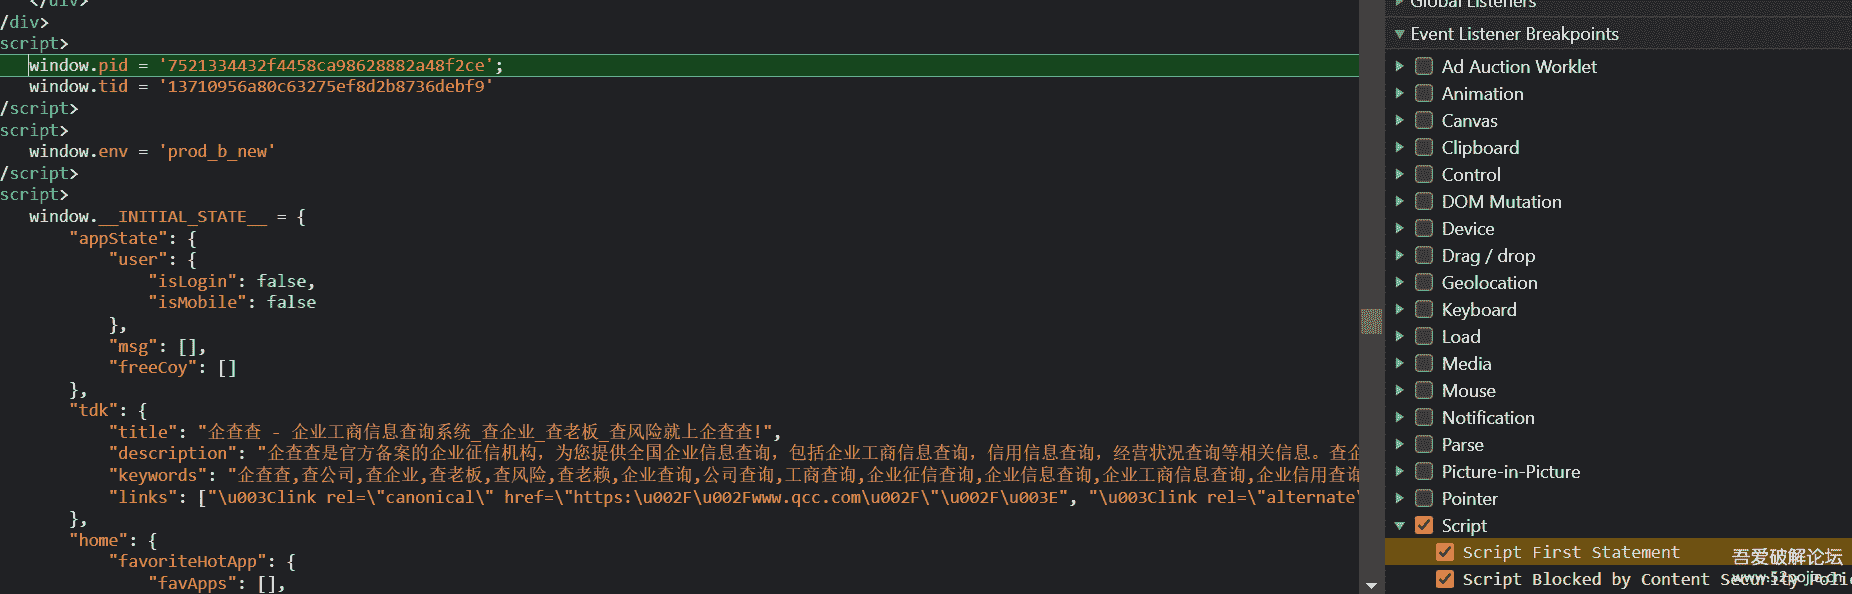 </div>
/div>
script>
window.pid = '7521334432f4458ca98628882a48f2ce';
window.tid = '13710956a80c63275ef8d2b8736debf9'
/script>
script>
window.env = 'prod_b_new'
/script>
script>
window.__INITIAL_STATE__ = {
"appState": {
"user": {
"isLogin": false,
"isMobile": false
},
"msg": [],
"freeCoy": []
},
"tdk": {
"title": "企查查 - 企业工商信息查询系统_查企业_查老板_查风险就上企查查!",
"description": "企查查是官方备案的企业征信机构，为您提供全国企业信息查询，包括企业工商信息查询，信用信息查询，经营状况查询等相关信息。查企
"keywords": "企查查,查公司,查企业,查老板,查风险,查老赖,企业查询,公司查询,工商查询,企业征信查询,企业信息查询,企业工商信息查询,企业信用查询
"links": ["\u003Clink rel=\"canonical\" href=\"https:\u002F\u002Fwww.qcc.com\u002F\"\u002F\u003E", "\u003Clink rel=\"alternate\
},
"home": {
"favoriteHotApp": {
"favApps": [],
Global Listeners
Event Listener Breakpoints
Ad Auction Worklet
Animation
Canvas
Clipboard
Control
DOM Mutation
Device
Drag / drop
Geolocation
Keyboard
Load
Media
Mouse
Notification
Parse
Picture-in-Picture
Pointer
Script
Script First Statement
Script Blocked by Content Security Polic
吾爱破解论坛
www.52pojie.cn